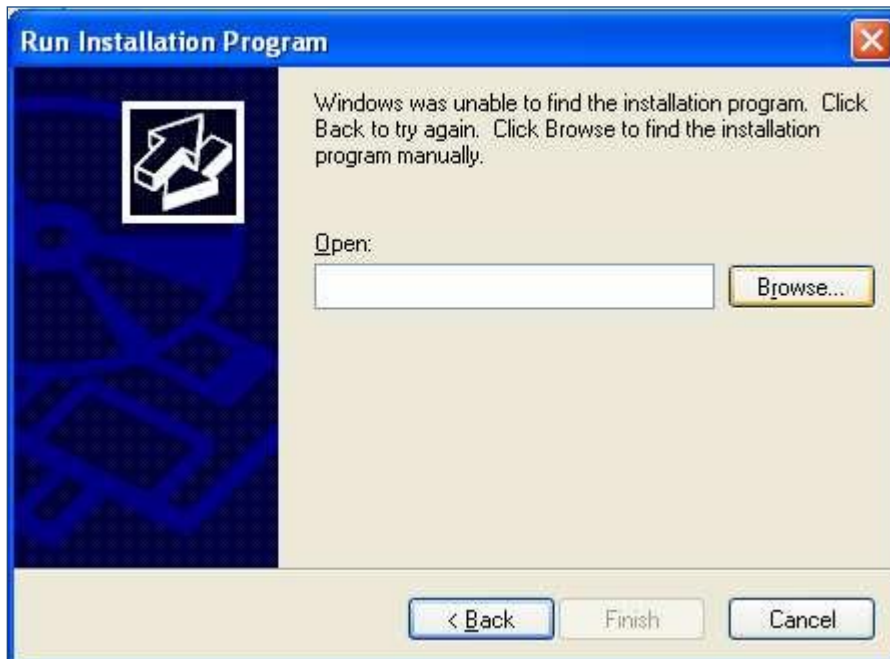 Run Installation Program
Windows was unable to find the installation program. Click
Back to try again. Click Browse to find the installation
program manually.
Open:
Browse...
< Back
Finish
Cancel